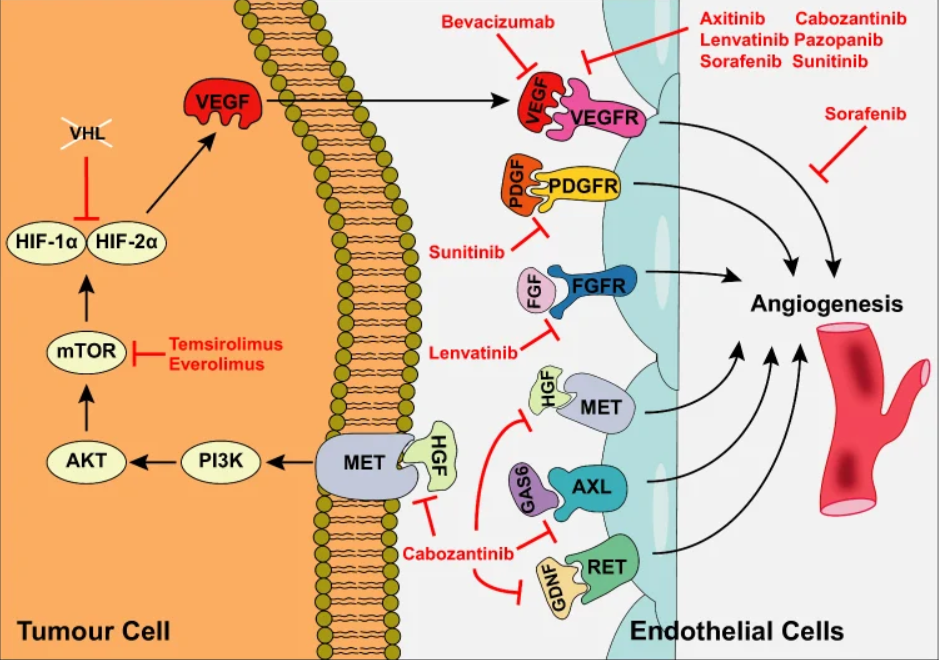 Bevacizumab
Axitinib Cabozantinib
Lenvatinib Pazopanib
Sorafenib Sunitinib
VEGF
VEGF
VEGFR
Sorafenib
VHL
PDGF
PDGFR
HIF-1α
HIF-2α
Sunitinib
FGF
FGFR
Angiogenesis
mTOR
Temsirolimus
Everolimus
Lenvatinib
HGF
MET
AKT
PI3K
MET
HGF
GAS6
AXL
Cabozantinib
GDNF
RET
Tumour Cell
Endothelial Cells